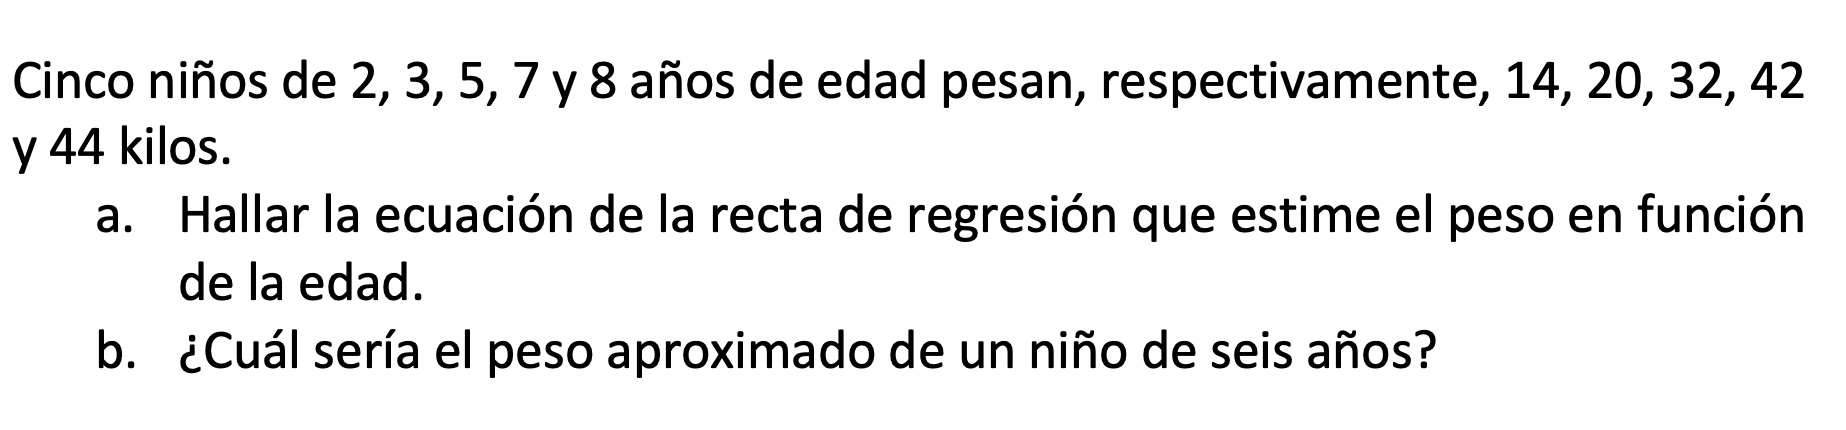 Cinco niños de 2, 3, 5, 7 y 8 años de edad pesan, respectivamente, 14, 20, 32, 42
y 44 kilos.
a. Hallar la ecuación de la recta de regresión que estime el peso en función
de la edad.
b. ¿Cuál sería el peso aproximado de un niño de seis años?